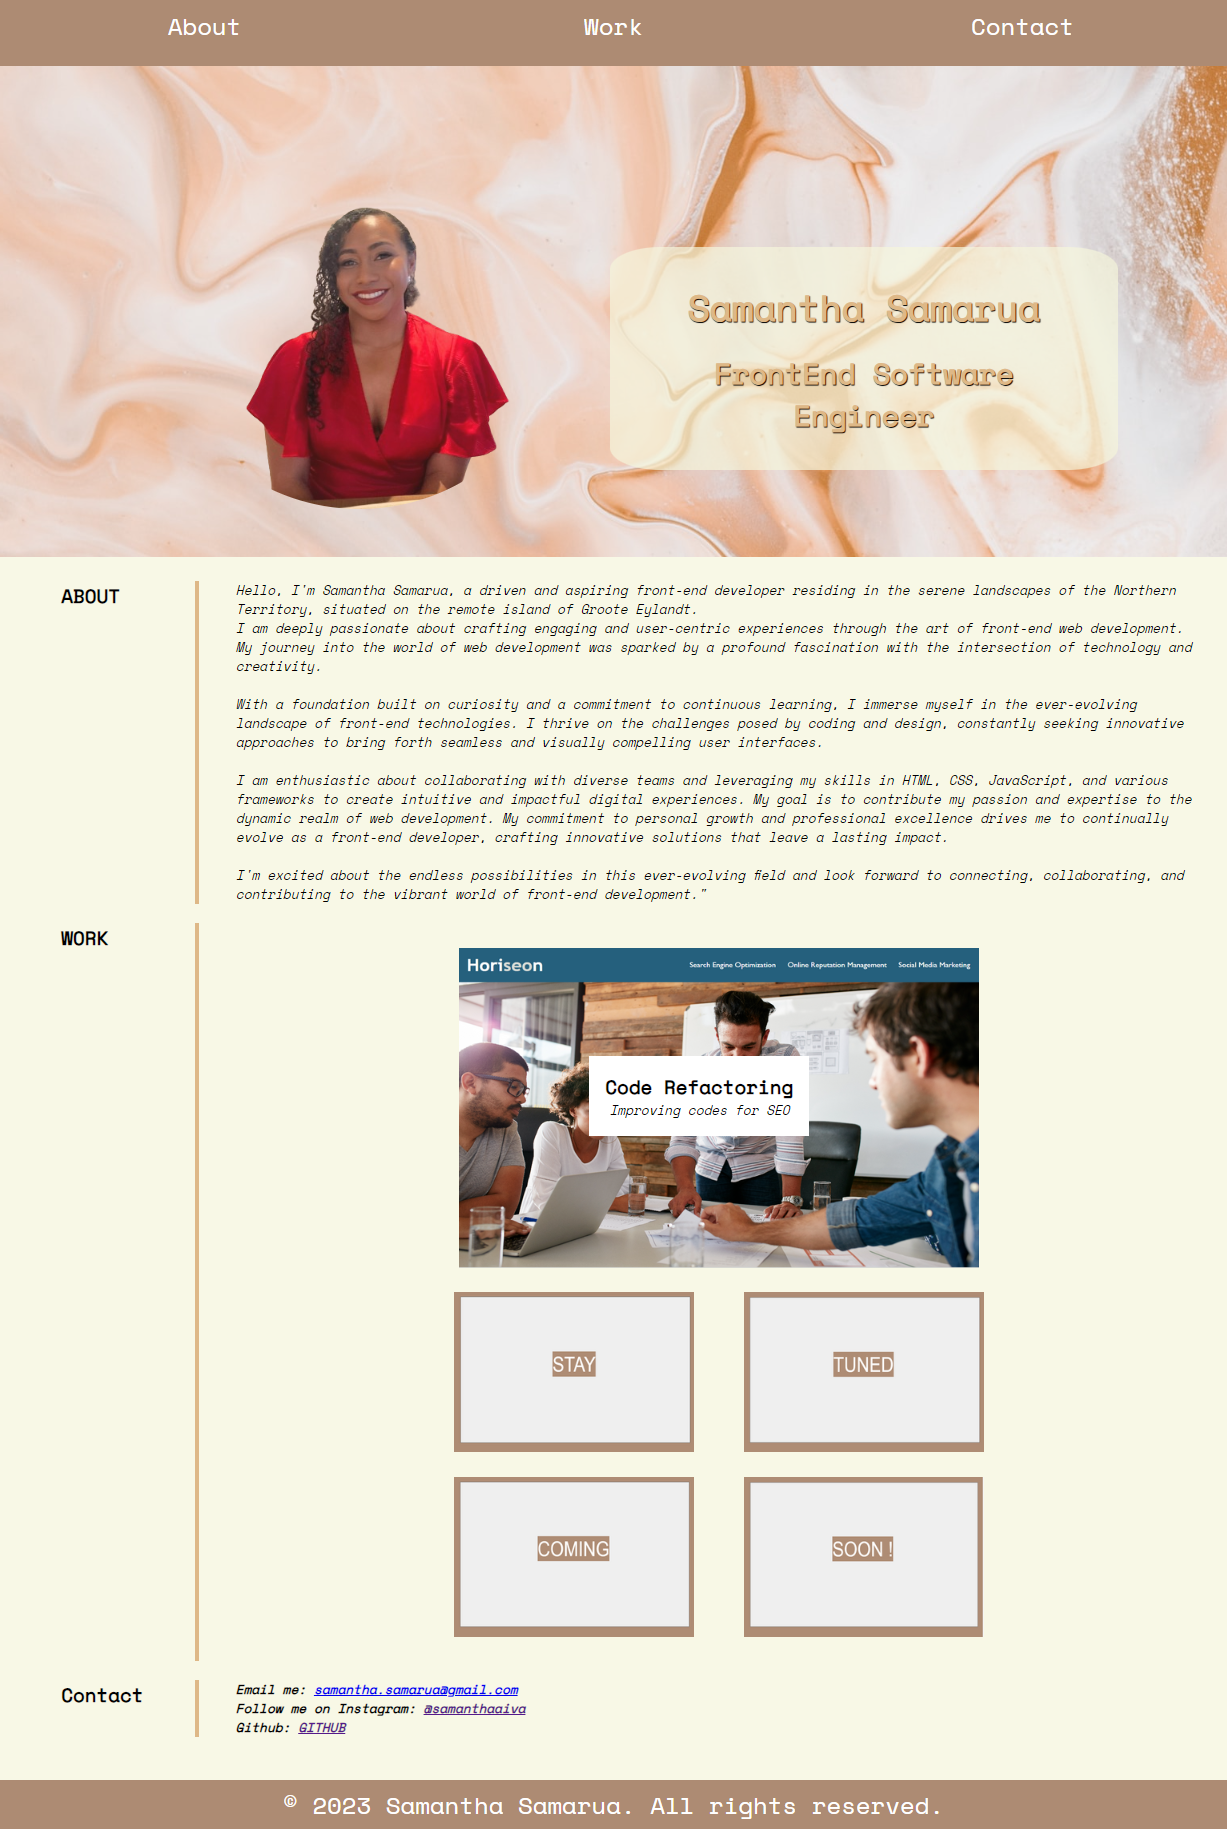 About Work Contact
Samantha Samarua
FrontEnd Software
Engineer
ABOUT
Hello, I'm Samantha Samarua, a driven and aspiring front-end developer residing in the serene landscapes of the Northern
Territory, situated on the remote island of Groote Eylandt.
I am deeply passionate about crafting engaging and user-centric experiences through the art of front-end web development.
My journey into the world of web development was sparked by a profound fascination with the intersection of technology and
creativity.
With a foundation built on curiosity and a commitment to continuous learning, I immerse myself in the ever-evolving
landscape of front-end technologies. I thrive on the challenges posed by coding and design, constantly seeking innovative
approaches to bring forth seamless and visually compelling user interfaces.
I am enthusiastic about collaborating with diverse teams and leveraging my skills in HTML, CSS, JavaScript, and various
frameworks to create intuitive and impactful digital experiences. My goal is to contribute my passion and expertise to the
dynamic realm of web development. My commitment to personal growth and professional excellence drives me to continually
evolve as a front-end developer, crafting innovative solutions that leave a lasting impact.
I'm excited about the endless possibilities in this ever-evolving field and look forward to connecting, collaborating, and
contributing to the vibrant world of front-end development."
WORK
Horiseon Search Engine Optimization Online Reputation Management Social Media Marketing
Code Refactoring
Improving codes for SEO
STAY TUNED
COMING SOON !
Contact
Email me: samantha.samarua@gmail.com
Follow me on Instagram: @samanthaaiva
Github: GITHUB
© 2023 Samantha Samarua. All rights reserved.